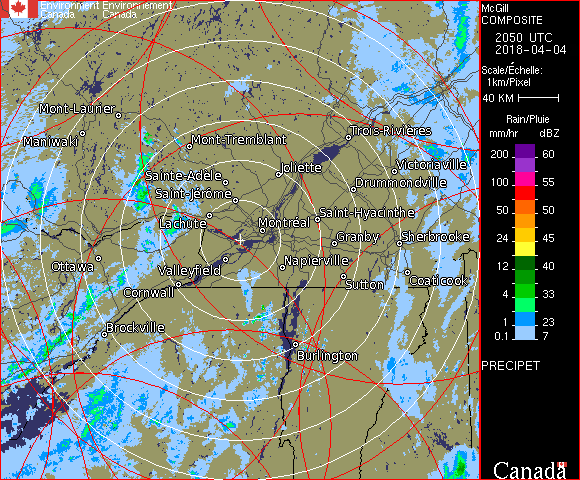 Environment Environnement
Canada Canada
Mont-Laurier
Maniwaki
Mont-Tremblant
Trois-Rivières
Victoriaville
Joliette
Sainte-Adèle
Saint-Jérôme
Drummondville
Lachute
Montréal
Saint-Hyacinthe
Granby
Sherbrooke
Ottawa
Valleyfield
Napierville
Cornwall
Sutton
Coaticook
Brockville
Burlington
McGill
COMPOSITE
2050 UTC
2018-04-04
Scale/Échelle:
1km/Pixel
40 KM
Rain/Pluie
mm/hr dBZ
200 60
100 55
50 50
24 45
12 40
4 33
1 23
0.1 7
PRECIPET
Canada